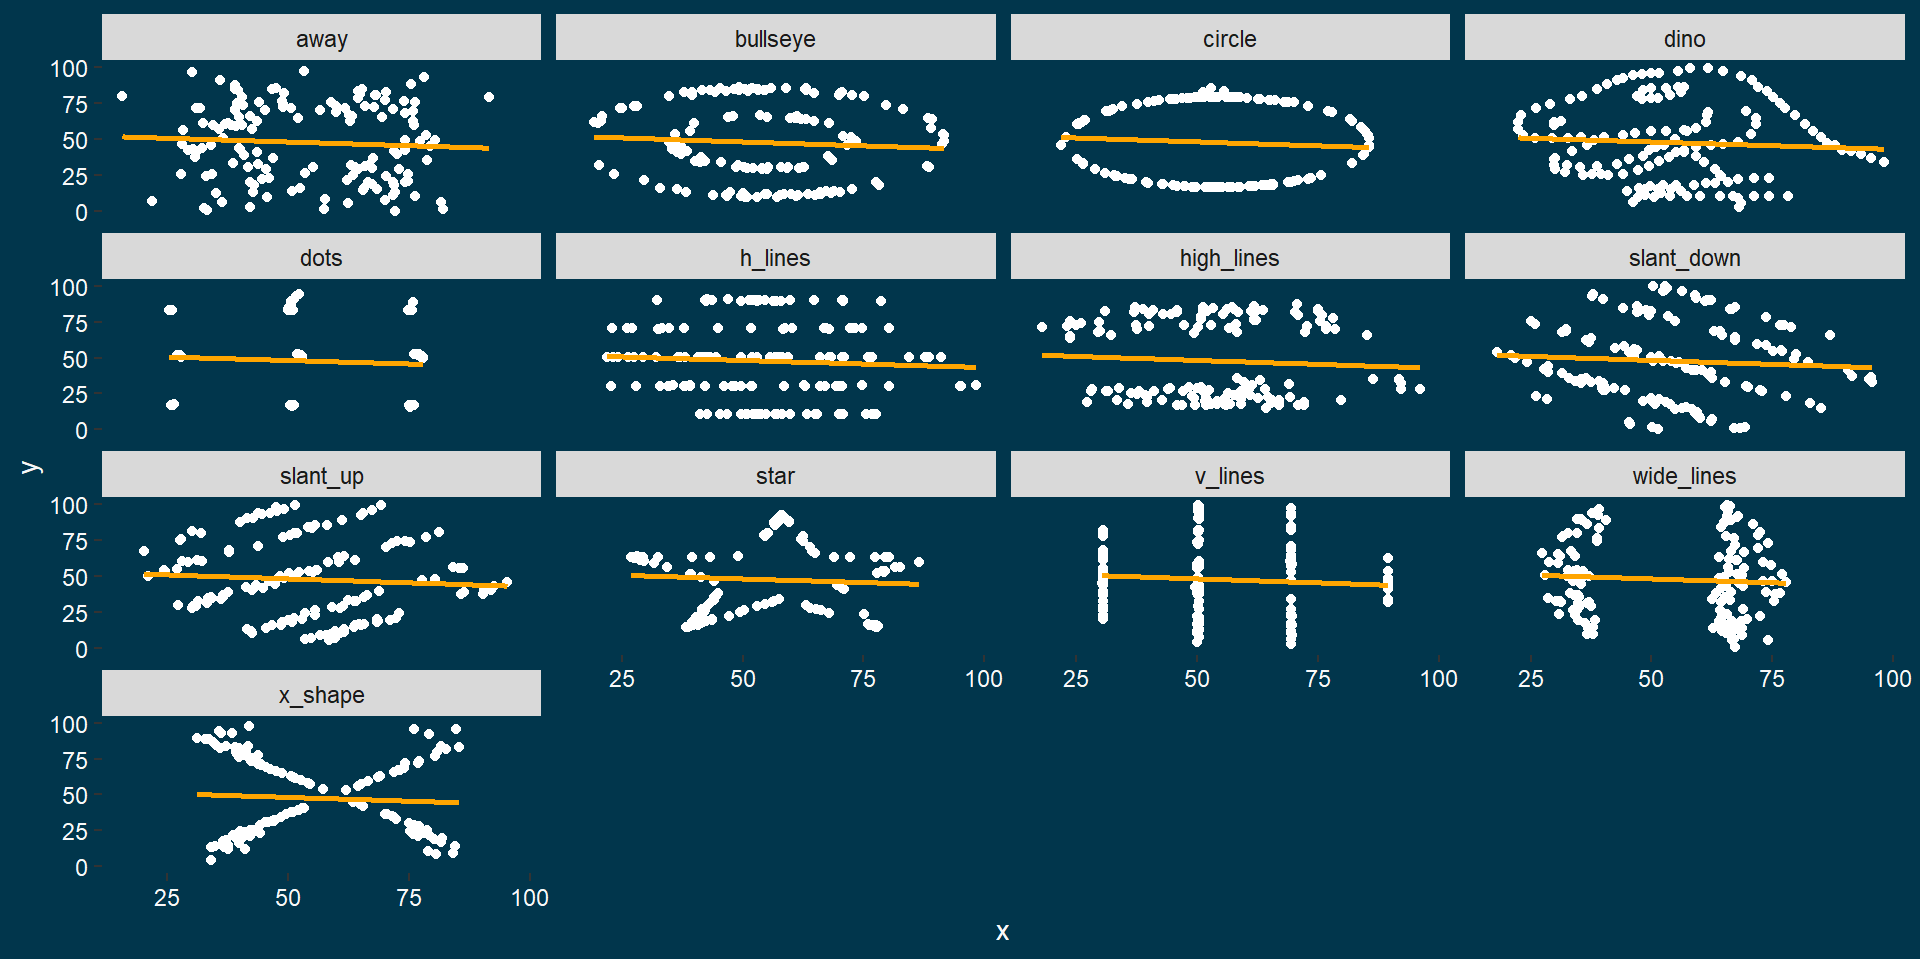 away bullseye circle dino
100
75
50
25
0
dots h_lines high_lines slant_down
100
75
50
25
0
y
slant_up star v_lines wide_lines
100
75
50
25
0
25 50 75 100 25 50 75 100 25 50 75 100
x_shape
100
75
50
25
0
25 50 75 100
x